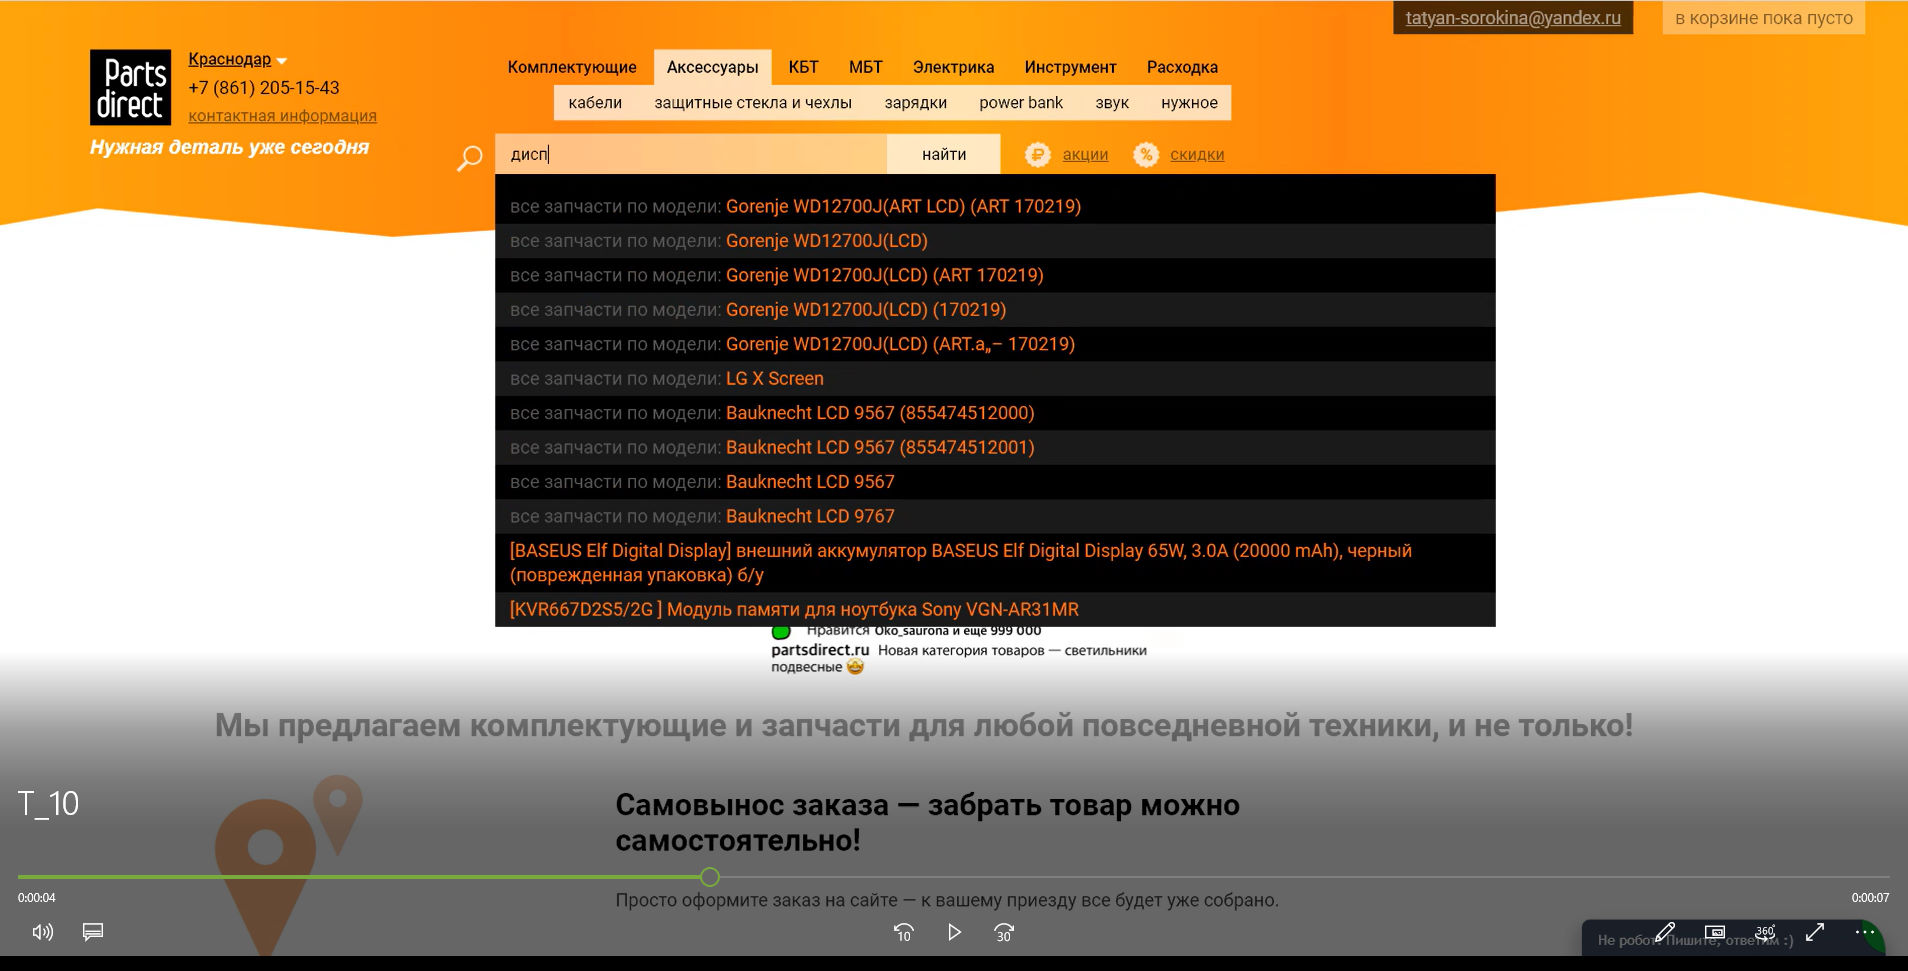 tatyan-sorokina@yandex.ru
в корзине пока пусто
Parts
direct
Краснодар
+7 (861) 205-15-43
контактная информация
Нужная деталь уже сегодня
Комплектующие Аксессуары КБТ МБТ Электрика Инструмент Расходка
кабели защитные стекла и чехлы зарядки power bank звук нужное
дисп
найти
₽ акции % скидки
все запчасти по модели: Gorenje WD12700J(ART LCD) (ART 170219)
все запчасти по модели: Gorenje WD12700J(LCD)
все запчасти по модели: Gorenje WD12700J(LCD) (ART 170219)
все запчасти по модели: Gorenje WD12700J(LCD) (170219)
все запчасти по модели: Gorenje WD12700J(LCD) (ART.a„– 170219)
все запчасти по модели: LG X Screen
все запчасти по модели: Bauknecht LCD 9567 (855474512000)
все запчасти по модели: Bauknecht LCD 9567 (855474512001)
все запчасти по модели: Bauknecht LCD 9567
все запчасти по модели: Bauknecht LCD 9767
[BASEUS Elf Digital Display] внешний аккумулятор BASEUS Elf Digital Display 65W, 3.0A (20000 mAh), черный
(поврежденная упаковка) б/у
[KVR667D2S5/2G ] Модуль памяти для ноутбука Sony VGN-AR31MR
Нравится Oko_saurona и еще 999 000
partsdirect.ru Новая категория товаров — светильники
подвесные 🤩
Мы предлагаем комплектующие и запчасти для любой повседневной техники, и не только!
T_10
Самовынос заказа — забрать товар можно
самостоятельно!
0:00:04
0:00:07
Просто оформите заказ на сайте — к вашему приезду все будет уже собрано.
10
30
360
Не робот! Пишите, ответим :)